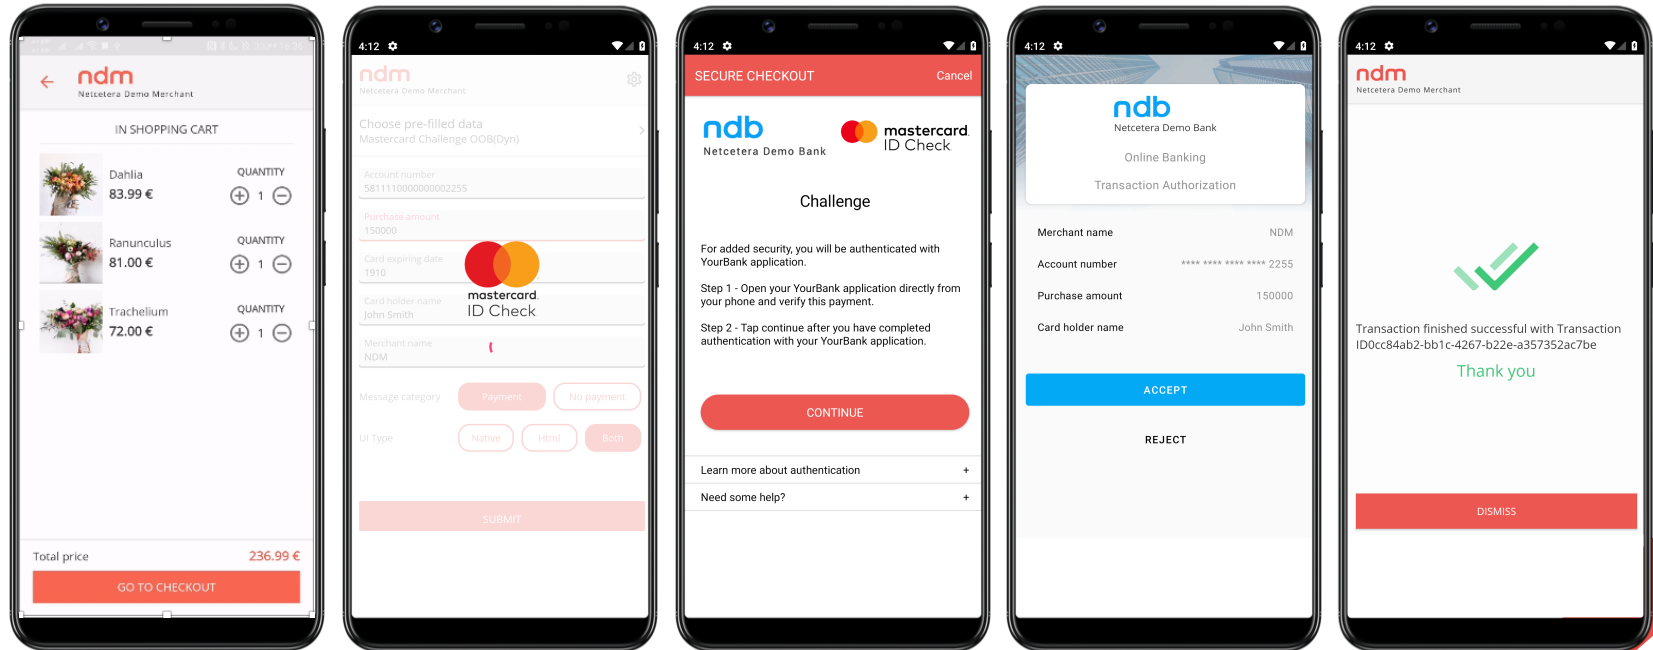 ndm
Netcetera Demo Merchant
IN SHOPPING CART
Dahlia
83.99 €
QUANTITY
1
Ranunculus
81.00 €
QUANTITY
1
Trachelium
72.00 €
QUANTITY
1
Total price
236.99 €
GO TO CHECKOUT
4:12
ndm
Netcetera Demo Merchant
Choose pre-filled data
Mastercard Challenge OOB(Dyn)
Account number
5811110000000002255
Purchase amount
150000
Card expiring date
1910
mastercard.
ID Check
Card holder name
John Smith
Merchant name
NDM
Message category
Payment
No payment
UI Type
Native
Html
Both
SUBMIT
4:12
SECURE CHECKOUT
Cancel
ndb
Netcetera Demo Bank
mastercard.
ID Check
Challenge
For added security, you will be authenticated with
YourBank application.
Step 1 - Open your YourBank application directly from
your phone and verify this payment.
Step 2 - Tap continue after you have completed
authentication with your YourBank application.
CONTINUE
Learn more about authentication +
Need some help? +
4:12
ndb
Netcetera Demo Bank
Online Banking
Transaction Authorization
Merchant name NDM
Account number **** **** **** **** 2255
Purchase amount 150000
Card holder name John Smith
ACCEPT
REJECT
4:12
ndm
Netcetera Demo Merchant
Transaction finished successful with Transaction
ID0cc84ab2-bb1c-4267-b22e-a357352ac7be
Thank you
DISMISS